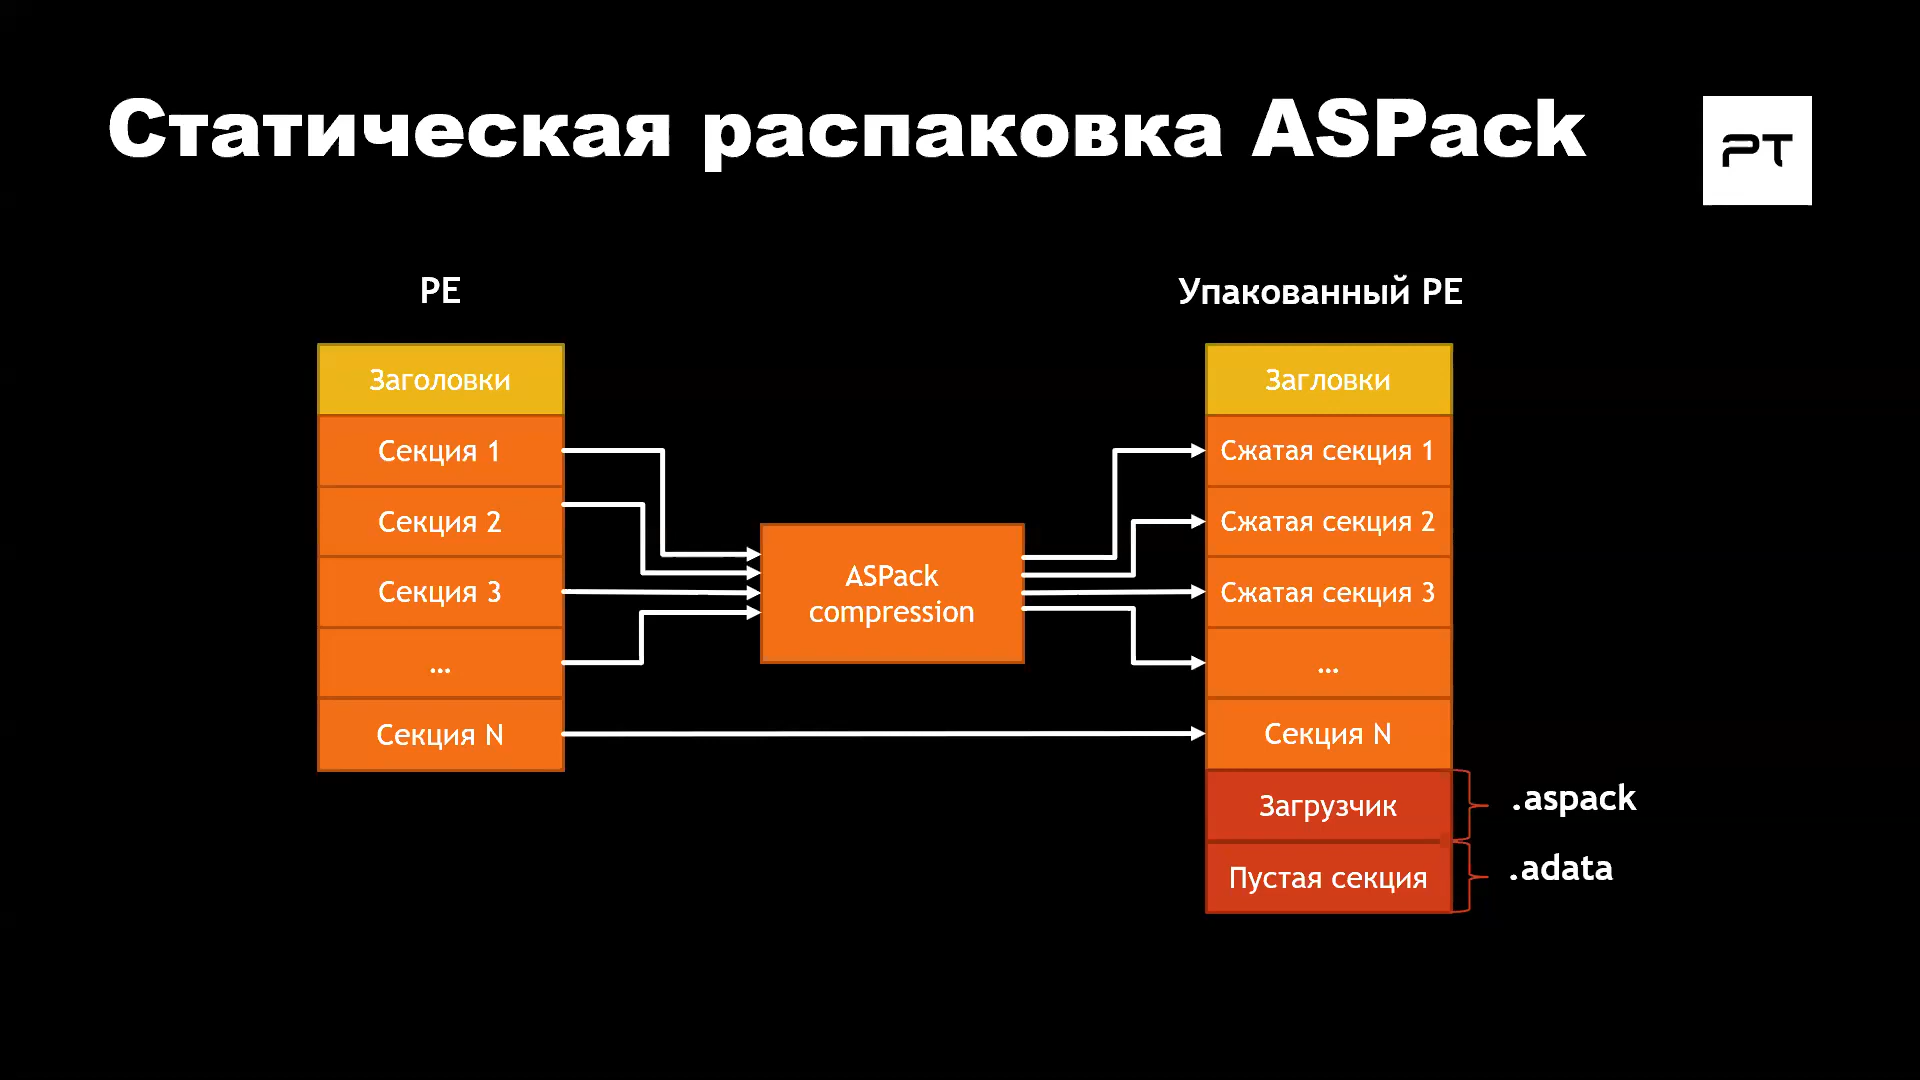 Статическая распаковка ASPack
PT
PE
Упакованный PE
Заголовки
Секция 1
Секция 2
Секция 3
...
Секция N
ASPack
compression
Загловки
Сжатая секция 1
Сжатая секция 2
Сжатая секция 3
...
Секция N
Загрузчик
Пустая секция
.aspack
.adata